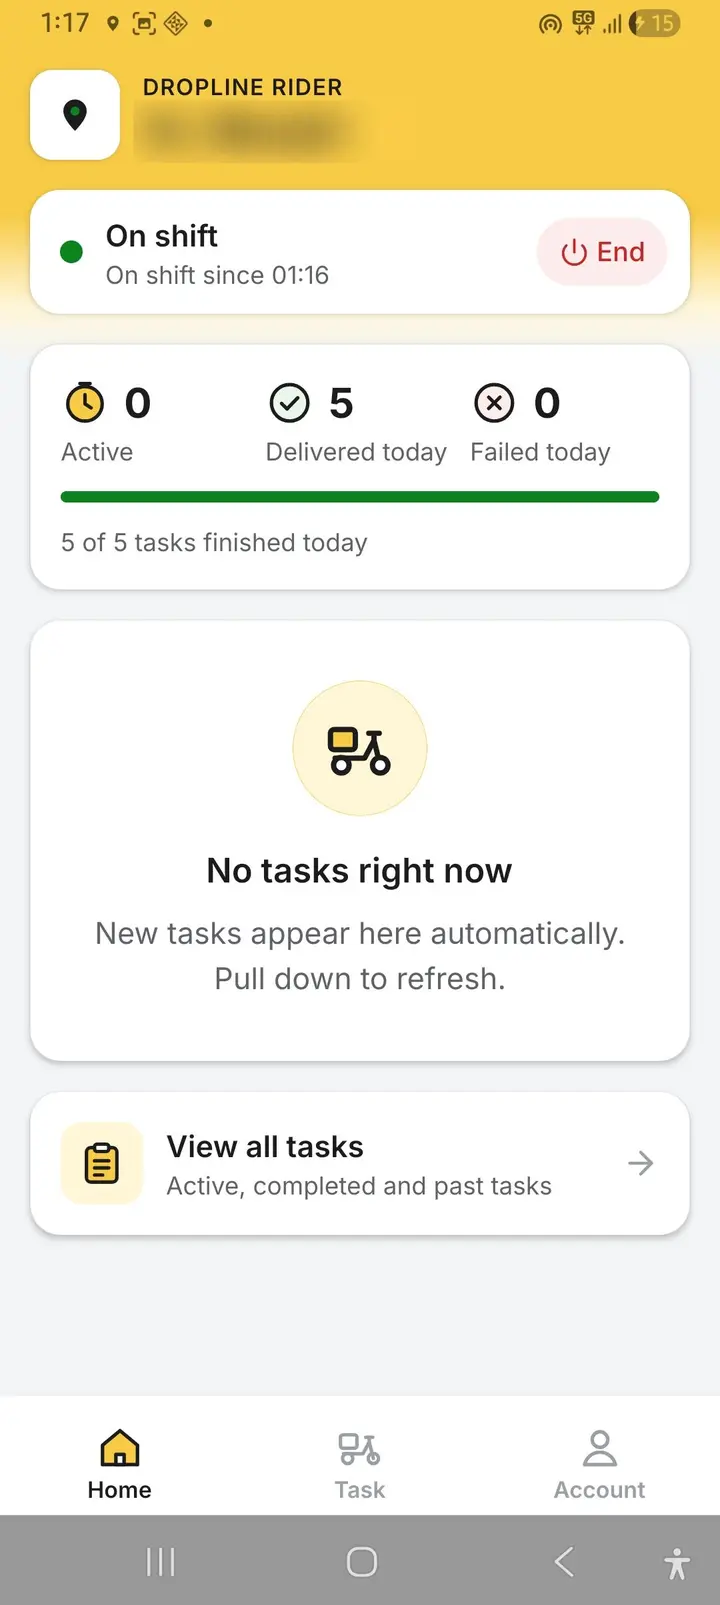 1:17
5G
15
DROPLINE RIDER
On shift
On shift since 01:16
End
0
Active
5
Delivered today
0
Failed today
5 of 5 tasks finished today
No tasks right now
New tasks appear here automatically.
Pull down to refresh.
View all tasks
Active, completed and past tasks
Home
Task
Account